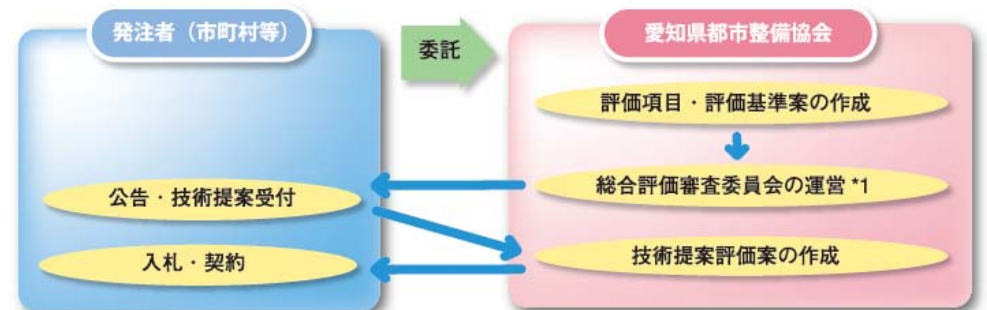 発注者（市町村等）
委託
愛知県都市整備協会
評価項目・評価基準案の作成
総合評価審査委員会の運営 *1
公告・技術提案受付
技術提案評価案の作成
入札・契約